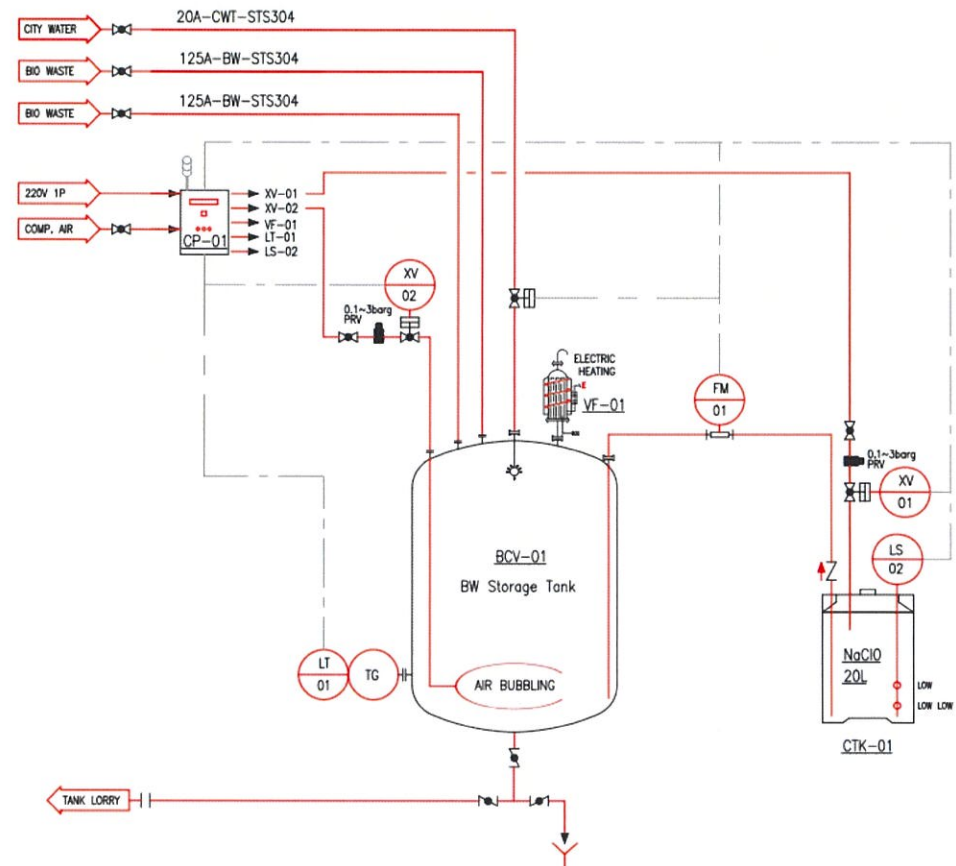 20A-CWT-STS304
CITY WATER
125A-BW-STS304
BIO WASTE
125A-BW-STS304
BIO WASTE
220V 1P
XV-01
XV-02
COMP. AIR
VF-01
CP-01
LT-01
LS-02
XV
02
0.1~3barg
PRV
ELECTRIC
HEATING
E
VF-01
FM
01
0.1~3barg
PRV
XV
01
LS
02
BCV-01
BW Storage Tank
LT
01
TG
AIR BUBBLING
NaClO
20L
LOW
LOW LOW
CTK-01
TANK LORRY